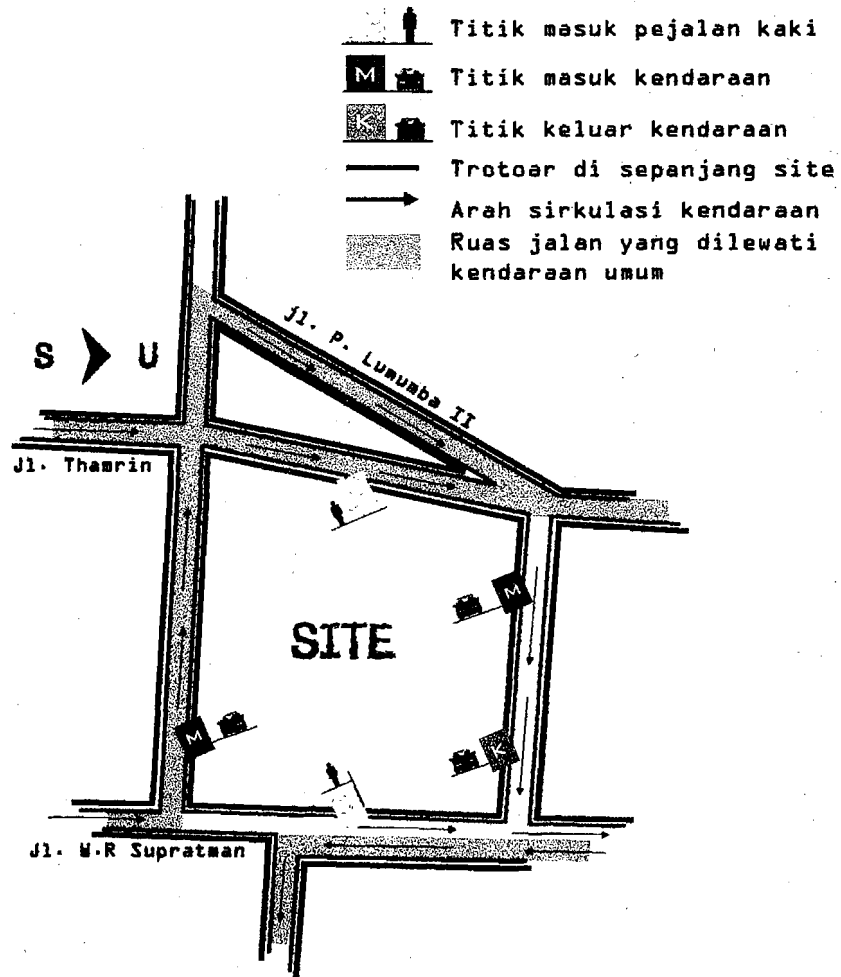 Titik masuk pejalan kaki
M Titik masuk kendaraan
K Titik keluar kendaraan
Trotoar di sepanjang site
Arah sirkulasi kendaraan
Ruas jalan yang dilewati
kendaraan umum
jl. P. Lumumba II
S U
Jl. Thamrin
M
SITE
M
K
Jl. W.R Supratman